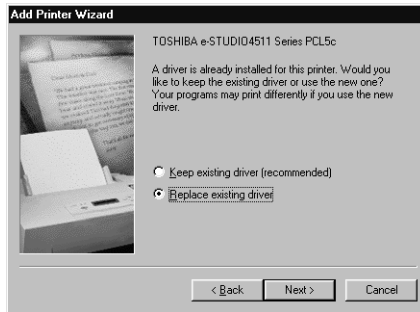 Add Printer Wizard
TOSHIBA e-STUDIO4511 Series PCL5c
A driver is already installed for this printer. Would you
like to keep the existing driver or use the new one?
Your programs may print differently if you use the new
driver.
Keep existing driver (recommended)
Replace existing driver
< Back
Next >
Cancel